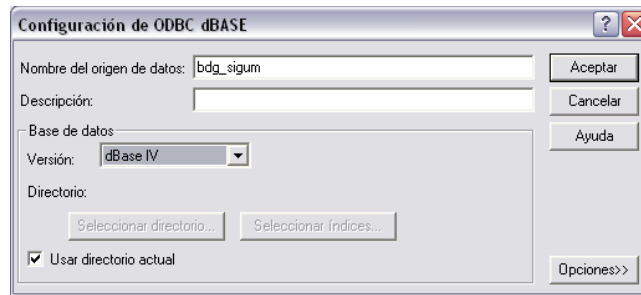 Configuración de ODBC dBASE
Nombre del origen de datos: bdg_sigum
Aceptar
Descripción:
Cancelar
Base de datos
Ayuda
Versión: dBase IV
Directorio:
Seleccionar directorio... Seleccionar índices...
Usar directorio actual
Opciones>>